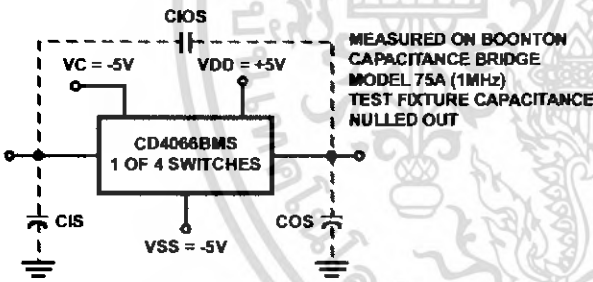 CIOS
VC = -5V
VDD = +5V
MEASURED ON BOONTON
CAPACITANCE BRIDGE
MODEL 75A (1MHz)
TEST FIXTURE CAPACITANCE
NULLED OUT
CD4066BMS
1 OF 4 SWITCHES
CIS
COS
VSS = -5V